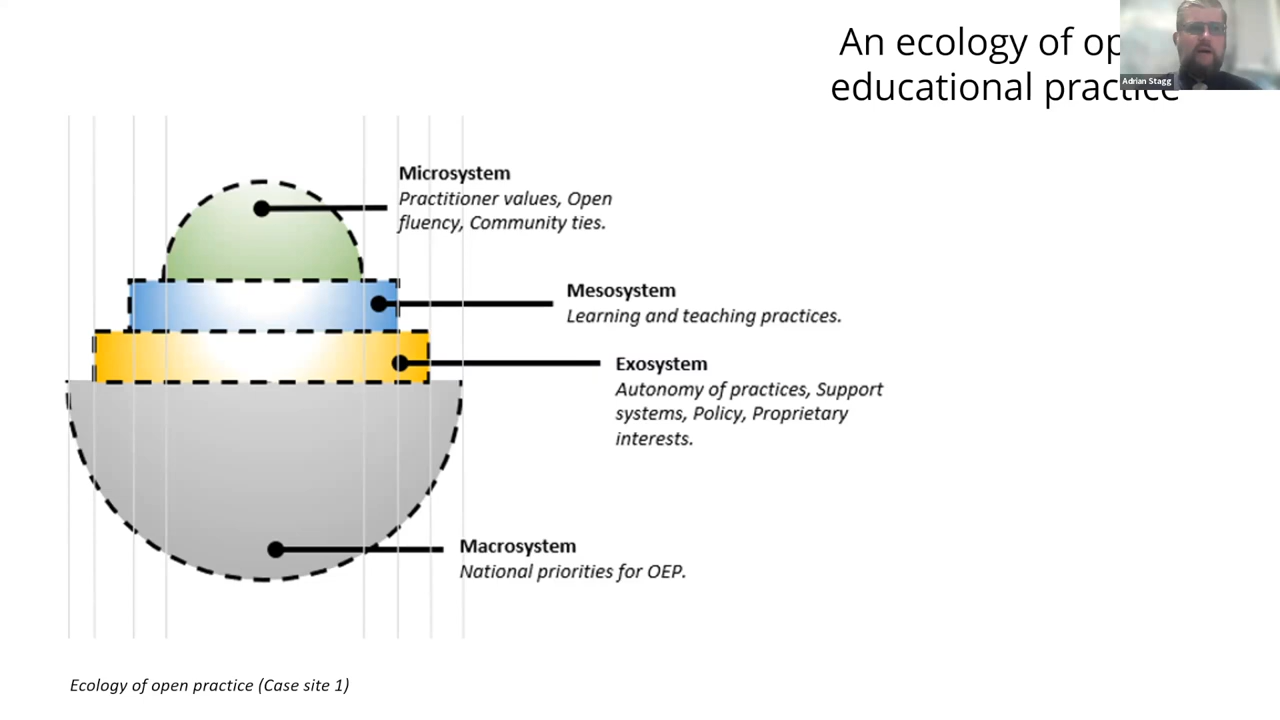 An ecology of op
educational practice
Adrian Stagg
Microsystem
Practitioner values, Open
fluency, Community ties.
Mesosystem
Learning and teaching practices.
Exosystem
Autonomy of practices, Support
systems, Policy, Proprietary
interests.
Macrosystem
National priorities for OEP.
Ecology of open practice (Case site 1)